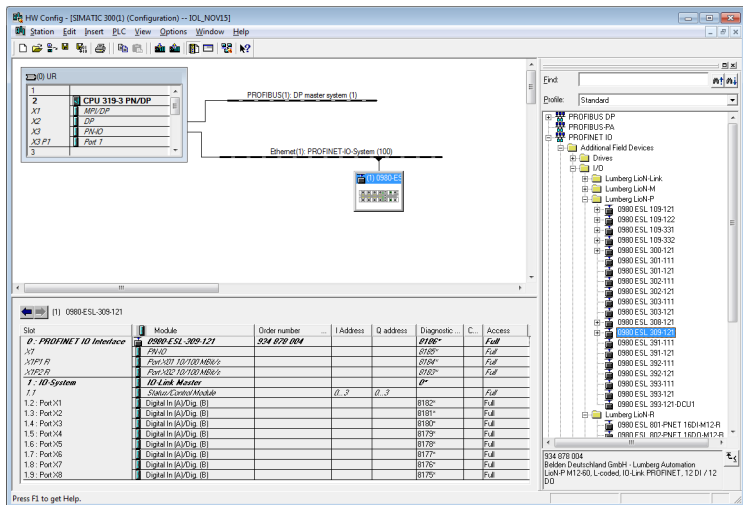 HW Config - [SIMATIC 300(1) (Configuration) -- IOL_NOV15]
Station Edit Insert PLC View Options Window Help
(0) UR
1
2 CPU 319-3 PN/DP
X1 MPI/DP
X2 DP
X3 PN-IO
X3 P1 Port 1
3
PROFIBUS(1): DP master system (1)
Ethernet(1): PROFINET-IO-System (100)
(1) 0980-ES
Find:
Profile: Standard
PROFIBUS DP
PROFIBUS-PA
PROFINET IO
Additional Field Devices
Drives
I/O
Lumberg LioN-Link
Lumberg LioN-M
Lumberg LioN-P
0980 ESL 109-121
0980 ESL 109-122
0980 ESL 109-331
0980 ESL 109-332
0980 ESL 300-121
0980 ESL 301-111
0980 ESL 301-121
0980 ESL 302-111
0980 ESL 302-121
0980 ESL 303-111
0980 ESL 303-121
0980 ESL 308-121
0980 ESL 309-121
0980 ESL 391-111
0980 ESL 391-121
0980 ESL 392-111
0980 ESL 392-121
0980 ESL 393-111
0980 ESL 393-121
0980 ESL 393-121-DCU1
Lumberg LioN-R
0980 ESL 801-PNET 16DI-M12-R
0980 ESL 802-PNET 16DO-M12-R
934 878 004
Belden Deutschland GmbH - Lumberg Automation
LioN-P M12-60, L-coded, IO-Link PROFINET, 12 DI / 12
DO
(1) 0980-ESL-309-121
Slot Module Order number ... I Address Q address Diagnostic ... C... Access
0 : PROFINET IO Interface 0980-ESL-309-121 934 878 004 8186* Full
X1 PN-IO 8185* Full
X1P1 R Port X01 10/100 MBit/s 8184* Full
X1P2 R Port X02 10/100 MBit/s 8183* Full
1 : IO-System IO-Link Master 0*
1.1 Status/Control Module 0...3 0...3 Full
1.2 : Port X1 Digital In (A)/Dig. (B) 8182* Full
1.3 : Port X2 Digital In (A)/Dig. (B) 8181* Full
1.4 : Port X3 Digital In (A)/Dig. (B) 8180* Full
1.5 : Port X4 Digital In (A)/Dig. (B) 8179* Full
1.6 : Port X5 Digital In (A)/Dig. (B) 8178* Full
1.7 : Port X6 Digital In (A)/Dig. (B) 8177* Full
1.8 : Port X7 Digital In (A)/Dig. (B) 8176* Full
1.9 : Port X8 Digital In (A)/Dig. (B) 8175* Full
Press F1 to get Help.